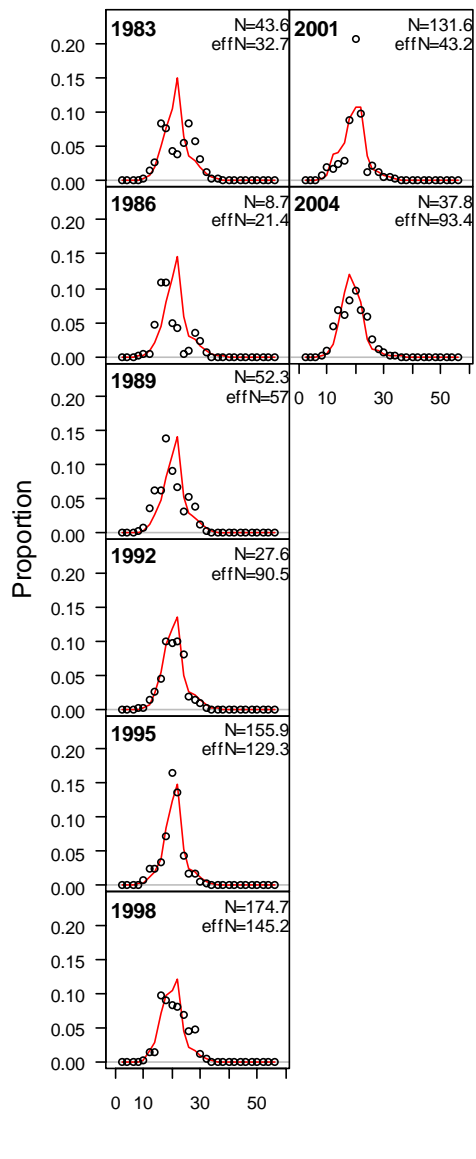 Proportion
1983
N=43.6
effN=32.7
0.20
0.15
0.10
0.05
0.00
2001
N=131.6
effN=43.2
1986
N=8.7
effN=21.4
0.20
0.15
0.10
0.05
0.00
2004
N=37.8
effN=93.4
0 10 30 50
1989
N=52.3
effN=57
0.20
0.15
0.10
0.05
0.00
1992
N=27.6
effN=90.5
0.20
0.15
0.10
0.05
0.00
1995
N=155.9
effN=129.3
0.20
0.15
0.10
0.05
0.00
1998
N=174.7
effN=145.2
0.20
0.15
0.10
0.05
0.00
0 10 30 50